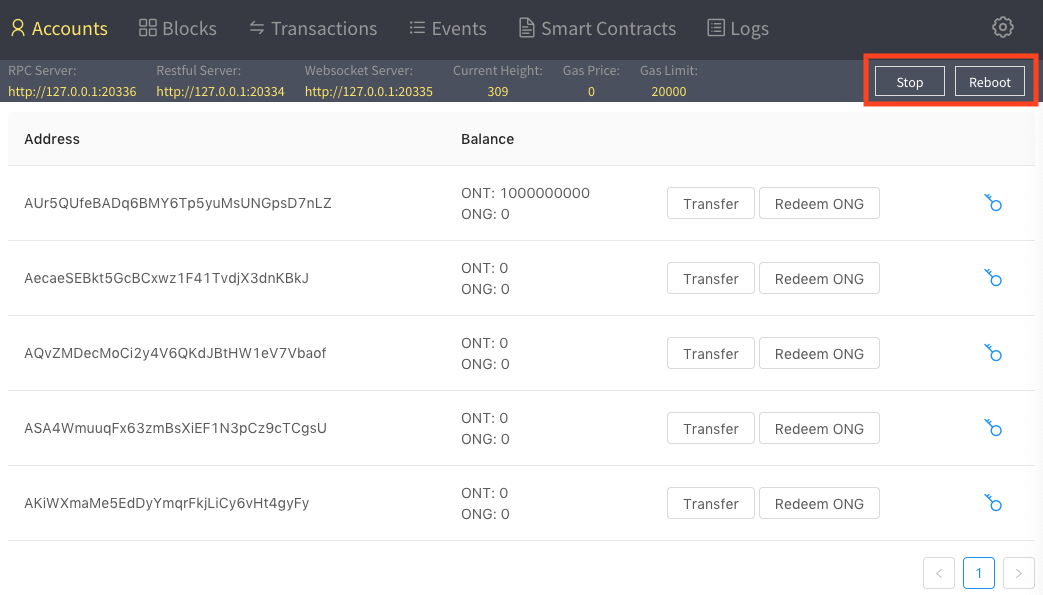 Accounts Blocks Transactions Events Smart Contracts Logs
RPC Server: Restful Server: Websocket Server: Current Height: Gas Price: Gas Limit:
http://127.0.0.1:20336 http://127.0.0.1:20334 http://127.0.0.1:20335 309 0 20000
Stop Reboot
Address Balance
AUr5QUfeBADq6BMY6Tp5yuMsUNGpsD7nLZ
ONT: 1000000000
ONG: 0
Transfer Redeem ONG
AecaeSEBkt5GcBCxwz1F41TvdjX3dnKBkJ
ONT: 0
ONG: 0
Transfer Redeem ONG
AQvZMDecMoCi2y4V6QKdJBtHW1eV7Vbaof
ONT: 0
ONG: 0
Transfer Redeem ONG
ASA4WmuuqFx63zmBsXiEF1N3pCz9cTCgsU
ONT: 0
ONG: 0
Transfer Redeem ONG
AKiWXmaMe5EdDyYmqrFkjLiCy6vHt4gyFy
ONT: 0
ONG: 0
Transfer Redeem ONG
< 1 >